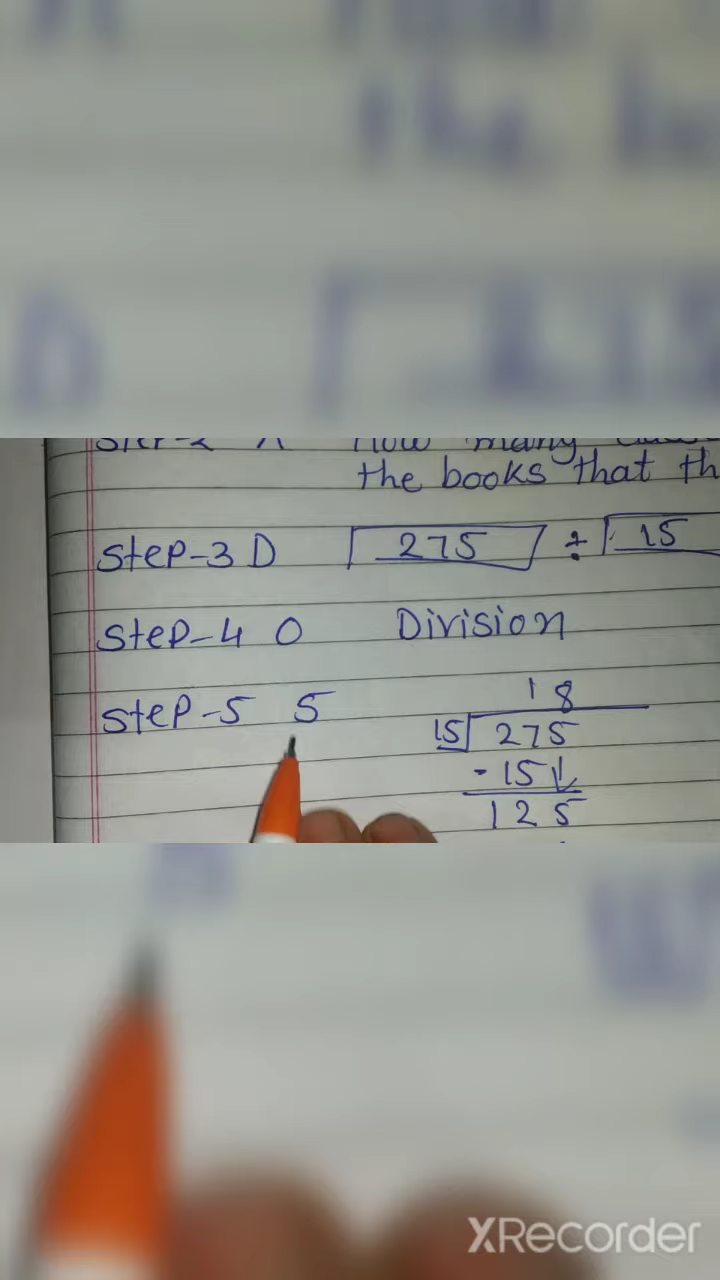 the books that th
Step-3 D 275 ÷ 15
Step-4 O Division
Step-5 S
18
15 275
- 15↓
125
XRecorder